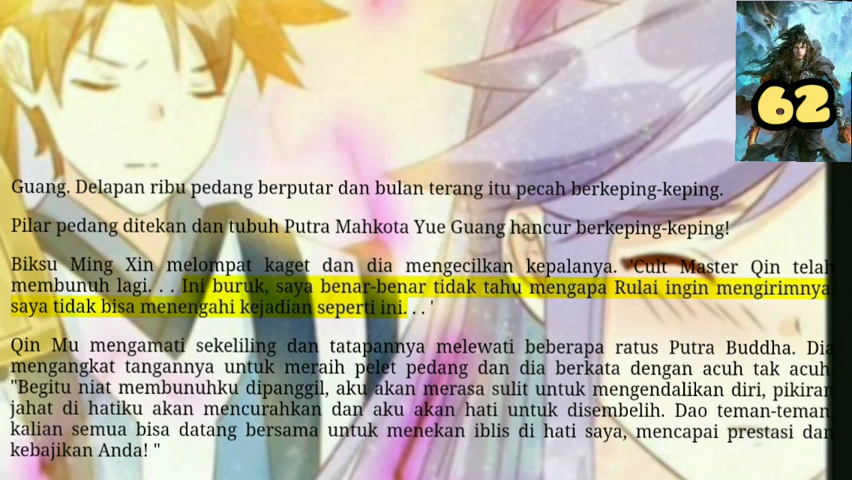 62
Guang. Delapan ribu pedang berputar dan bulan terang itu pecah berkeping-keping.
Pilar pedang ditekan dan tubuh Putra Mahkota Yue Guang hancur berkeping-keping!
Biksu Ming Xin melompat kaget dan dia mengecilkan kepalanya. 'Cult Master Qin telah
membunuh lagi. . . Ini buruk, saya benar-benar tidak tahu mengapa Rulai ingin mengirimnya,
saya tidak bisa menengahi kejadian seperti ini. . . '
Qin Mu mengamati sekeliling dan tatapannya melewati beberapa ratus Putra Buddha. Dia
mengangkat tangannya untuk meraih pelet pedang dan dia berkata dengan acuh tak acuh,
"Begitu niat membunuhku dipanggil, aku akan merasa sulit untuk mengendalikan diri, pikiran
jahat di hatiku akan mencurahkan dan aku akan hati untuk disembelih. Dao teman-teman,
kalian semua bisa datang bersama untuk menekan iblis di hati saya, mencapai prestasi dan
kebajikan Anda! "